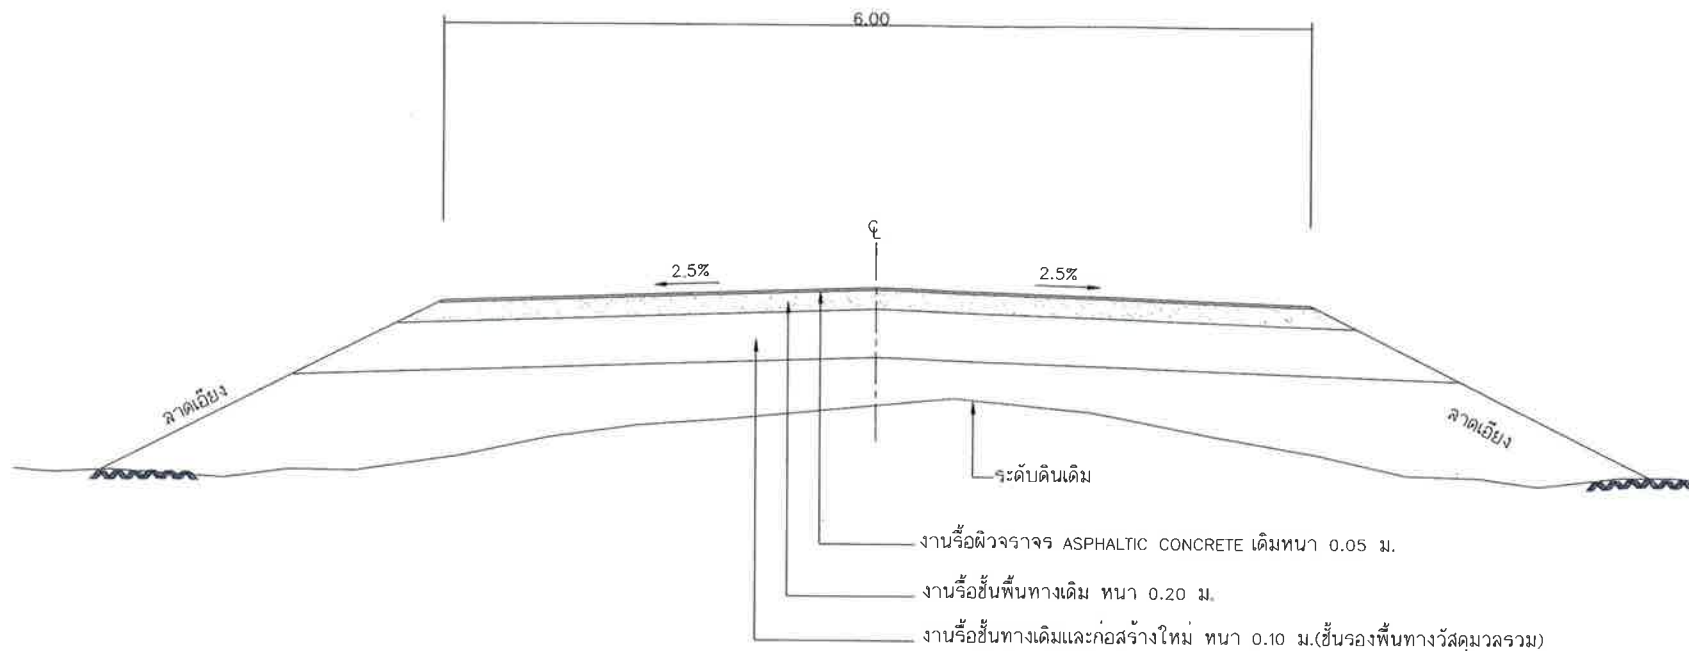 6.00
℄
2.5%
2.5%
ลาดเอียง
ลาดเอียง
ระดับดินเดิม
งานรื้อผิวจราจร ASPHALTIC CONCRETE เดิมหนา 0.05 ม.
งานรื้อชั้นพื้นทางเดิม หนา 0.20 ม.
งานรื้อชั้นทางเดิมและก่อสร้างใหม่ หนา 0.10 ม.(ชั้นรองพื้นทางวัสดุมวลรวม)